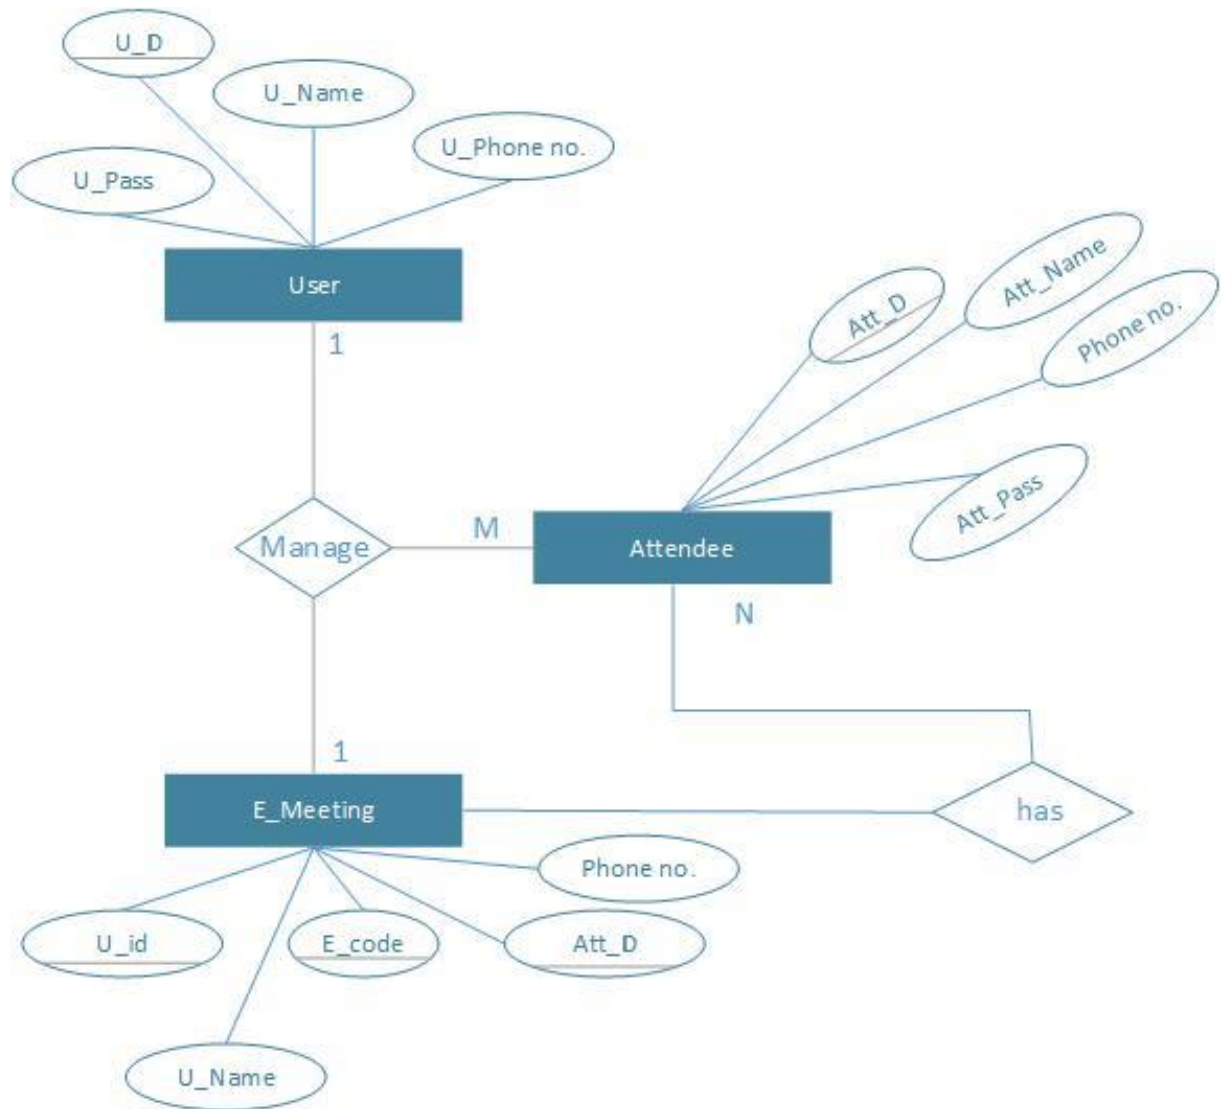 U_D
U_Name
U_Phone no.
U_Pass
User
1
Att_D
Att_Name
Phone no.
Att_Pass
Manage
M
Attendee
N
1
E_Meeting
has
Phone no.
U_id
E_code
Att_D
U_Name